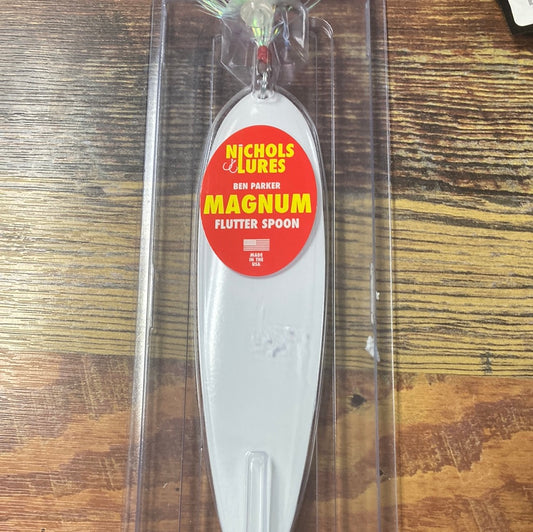 NiCHOLS
LURES
BEN PARKER
MAGNUM
FLUTTER SPOON
MADE
IN THE
USA